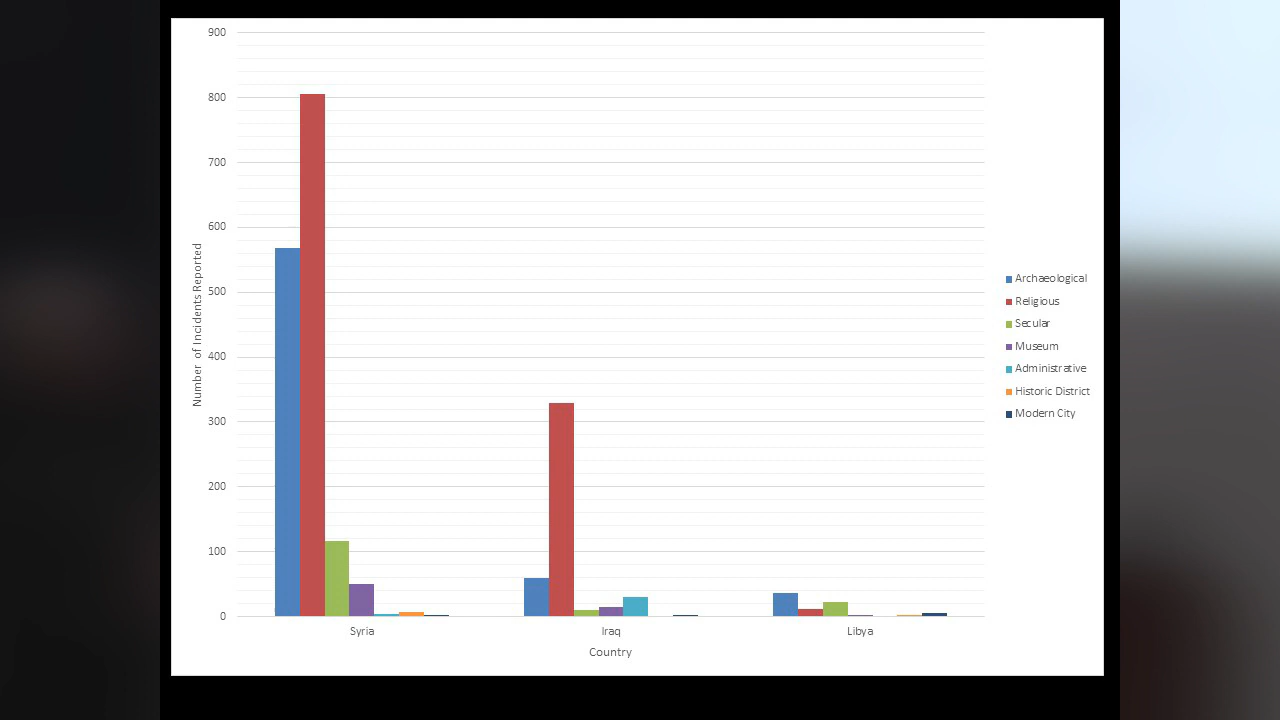 900
800
700
600
500
400
300
200
100
0
Number of Incidents Reported
Syria
Iraq
Libya
Country
Archaeological
Religious
Secular
Museum
Administrative
Historic District
Modern City